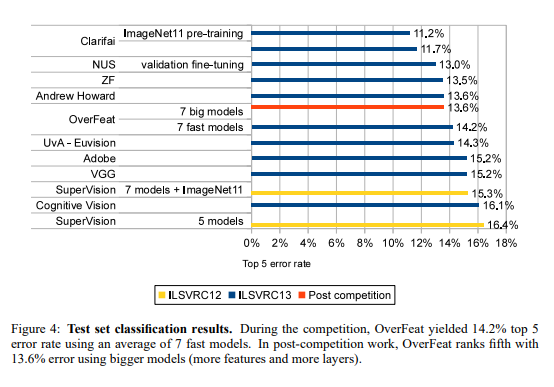 Clarifai ImageNet11 pre-training 11.2%
11.7%
NUS validation fine-tuning 13.0%
ZF 13.5%
Andrew Howard 13.6%
OverFeat 7 big models 13.6%
7 fast models 14.2%
UvA - Euvision 14.3%
Adobe 15.2%
VGG 15.2%
SuperVision 7 models + ImageNet11 15.3%
Cognitive Vision 16.1%
SuperVision 5 models 16.4%
0% 2% 4% 6% 8% 10% 12% 14% 16% 18%
Top 5 error rate
ILSVRC12 ILSVRC13 Post competition
Figure 4: Test set classification results. During the competition, OverFeat yielded 14.2% top 5
error rate using an average of 7 fast models. In post-competition work, OverFeat ranks fifth with
13.6% error using bigger models (more features and more layers).